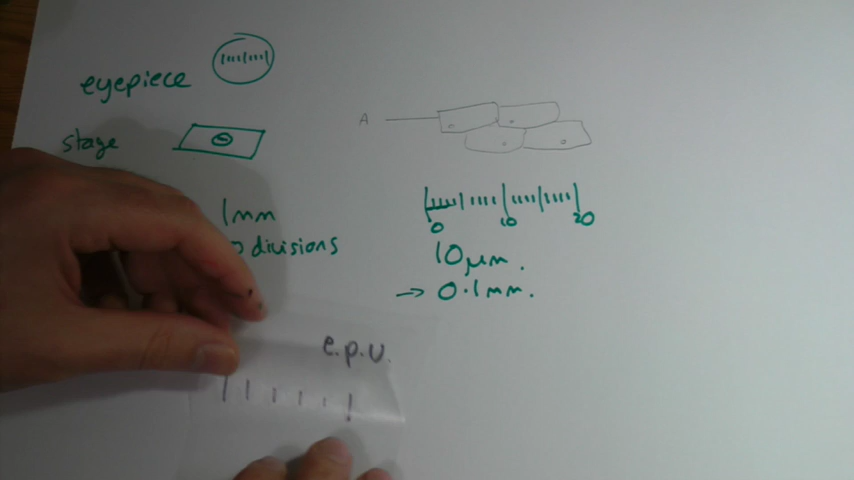 eyepiece
stage
A
1mm
divisions
0 10 20
10µm.
→ 0.1mm.
e.p.u.